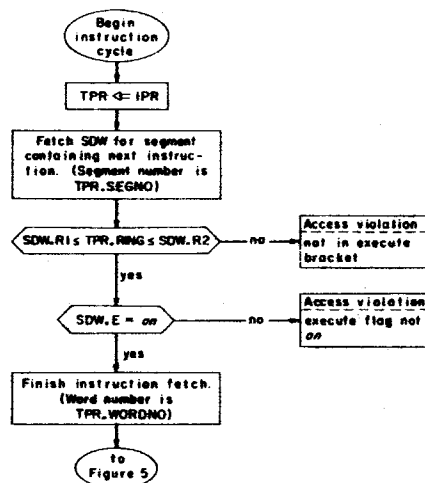 Begin
instruction
cycle
TPR ⇐ IPR
Fetch SDW for segment
containing next instruc-
tion. (Segment number is
TPR.SEGNO)
SDW.R1 ≤ TPR.RING ≤ SDW.R2
no
Access violation
not in execute
bracket
yes
SDW.E = on
no
Access violation
execute flag not
on
yes
Finish instruction fetch.
(Word number is
TPR.WORDNO)
to
Figure 5